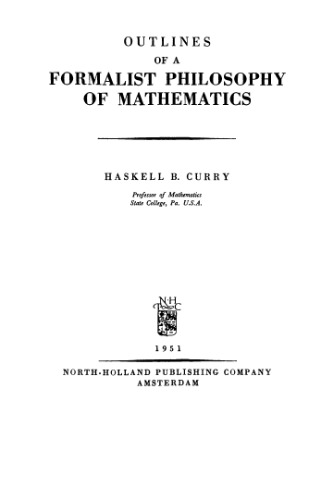 OUTLINES
OF A
FORMALIST PHILOSOPHY
OF MATHEMATICS
HASKELL B. CURRY
Professor of Mathematics
State College, Pa. U.S.A.
N·H
1951
NORTH-HOLLAND PUBLISHING COMPANY
AMSTERDAM